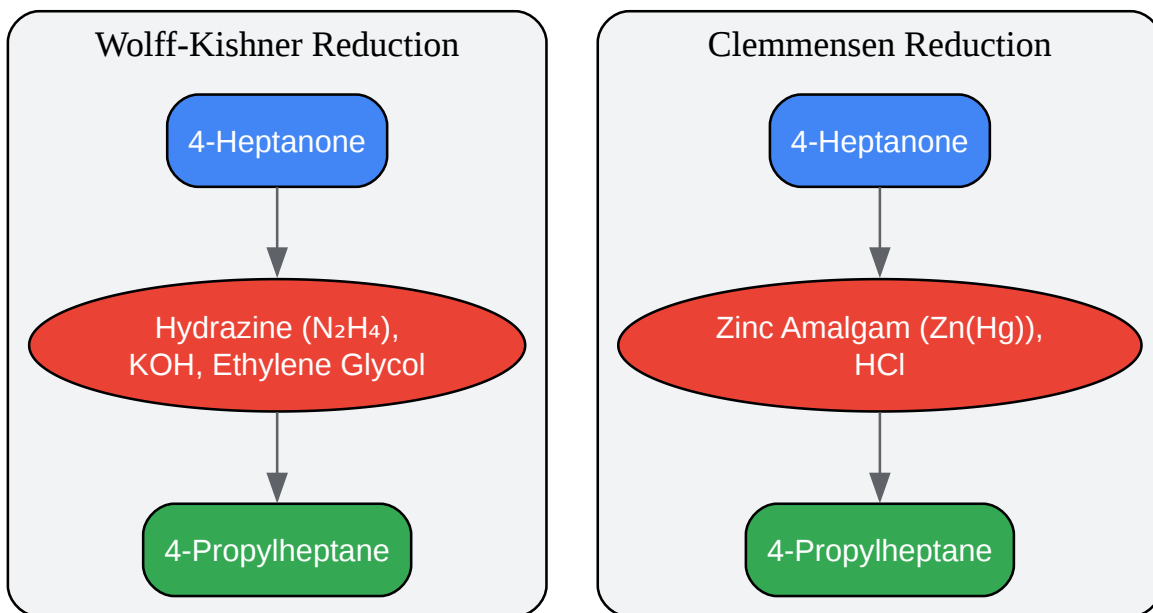 Wolff-Kishner Reduction
4-Heptanone
Hydrazine (N₂H₄),
KOH, Ethylene Glycol
4-Propylheptane
Clemmensen Reduction
4-Heptanone
Zinc Amalgam (Zn(Hg)),
HCl
4-Propylheptane